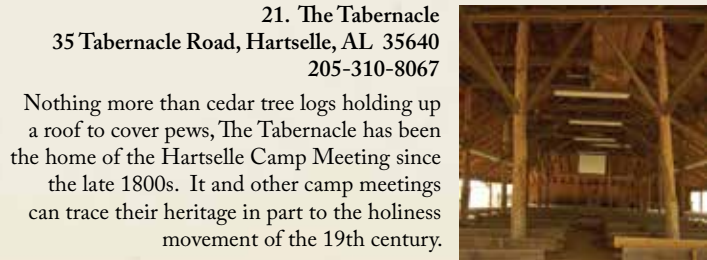 21. The Tabernacle
35 Tabernacle Road, Hartselle, AL 35640
205-310-8067
Nothing more than cedar tree logs holding up
a roof to cover pews, The Tabernacle has been
the home of the Hartselle Camp Meeting since
the late 1800s. It and other camp meetings
can trace their heritage in part to the holiness
movement of the 19th century.